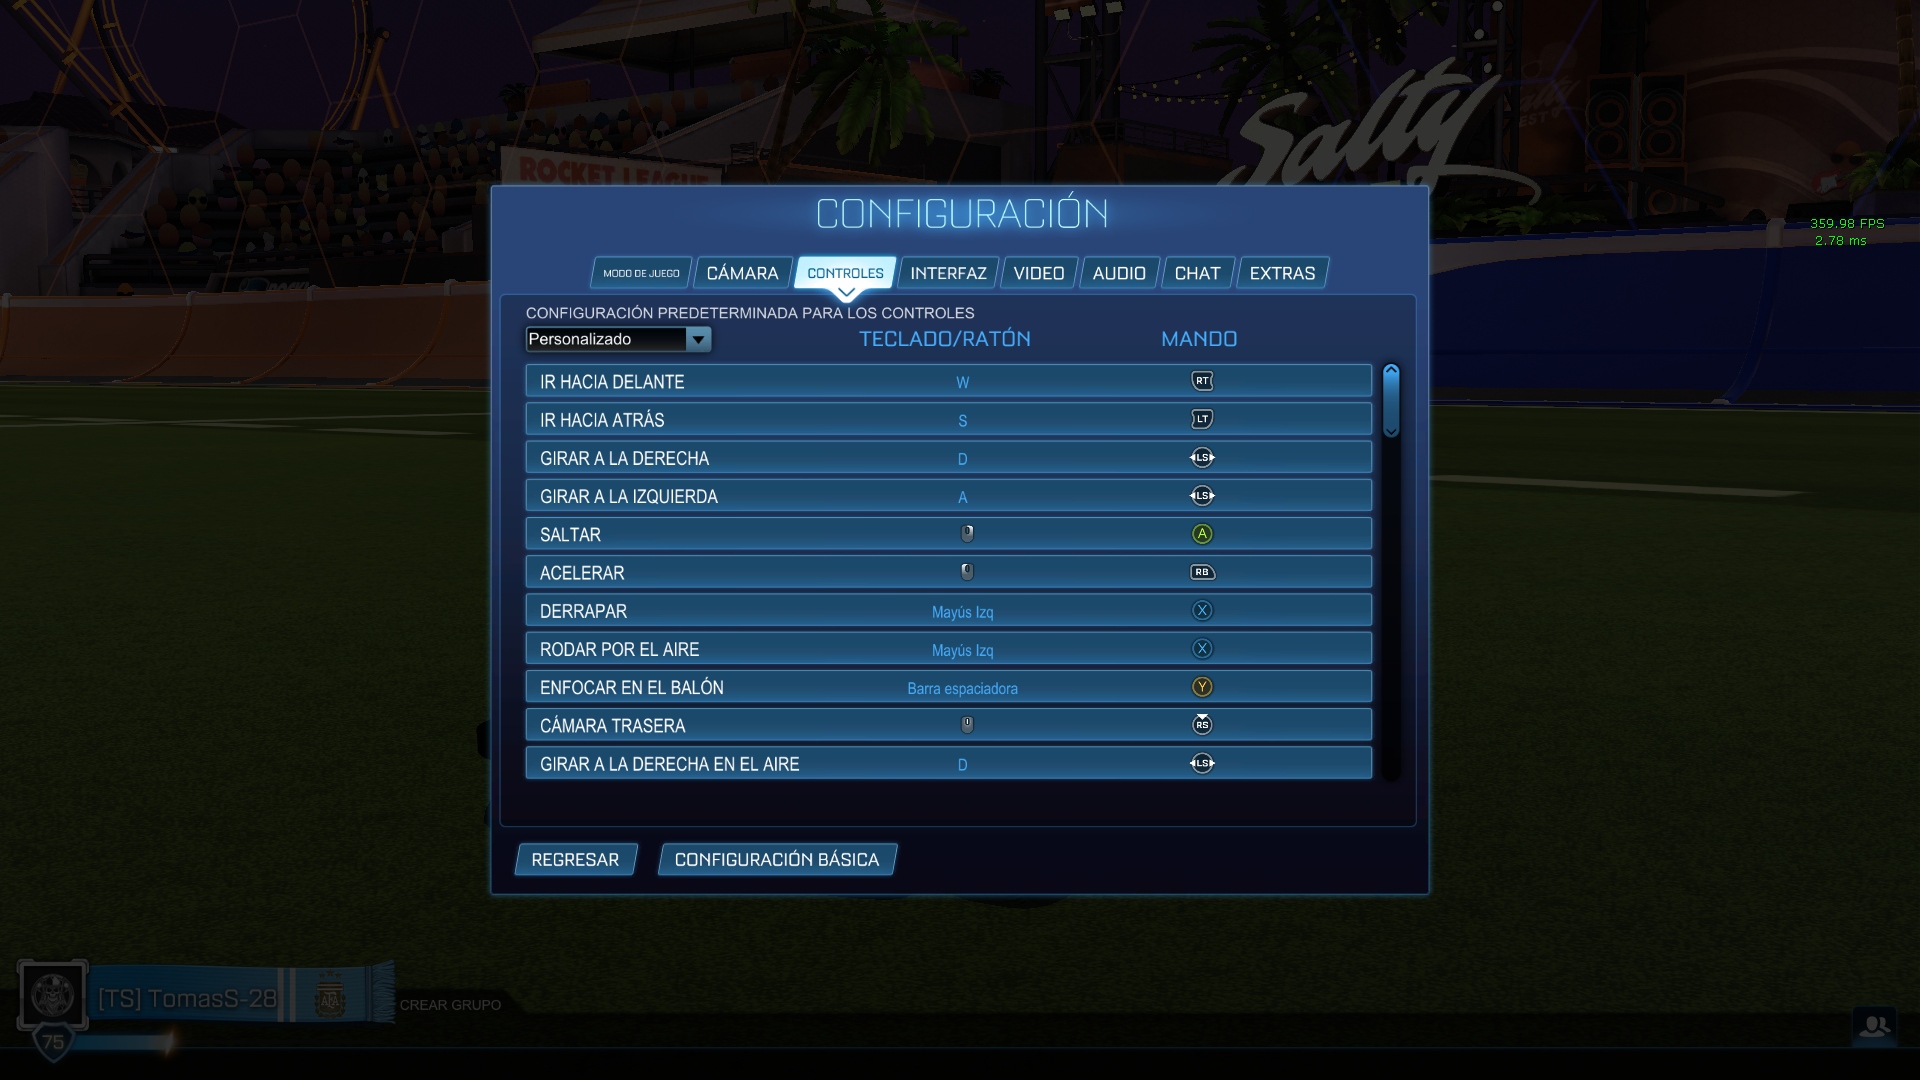 ROCKET LEAGUE
Salty
CONFIGURACIÓN
359.98 FPS
2.78 ms
MODO DE JUEGO CÁMARA CONTROLES INTERFAZ VIDEO AUDIO CHAT EXTRAS
CONFIGURACIÓN PREDETERMINADA PARA LOS CONTROLES
Personalizado TECLADO/RATÓN MANDO
IR HACIA DELANTE W RT
IR HACIA ATRÁS S LT
GIRAR A LA DERECHA D LS
GIRAR A LA IZQUIERDA A LS
SALTAR A
ACELERAR RB
DERRAPAR Mayús Izq X
RODAR POR EL AIRE Mayús Izq X
ENFOCAR EN EL BALÓN Barra espaciadora Y
CÁMARA TRASERA RS
GIRAR A LA DERECHA EN EL AIRE D LS
REGRESAR CONFIGURACIÓN BÁSICA
[TS] TomasS-28 AFA CREAR GRUPO
75